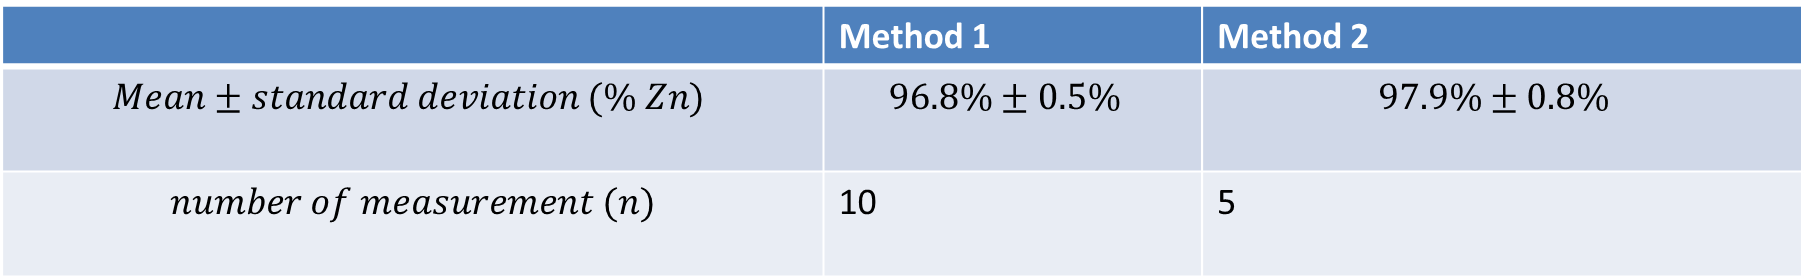 Method 1 Method 2
Mean ± standard deviation (% Zn) 96.8% ± 0.5% 97.9% ± 0.8%
number of measurement (n) 10 5